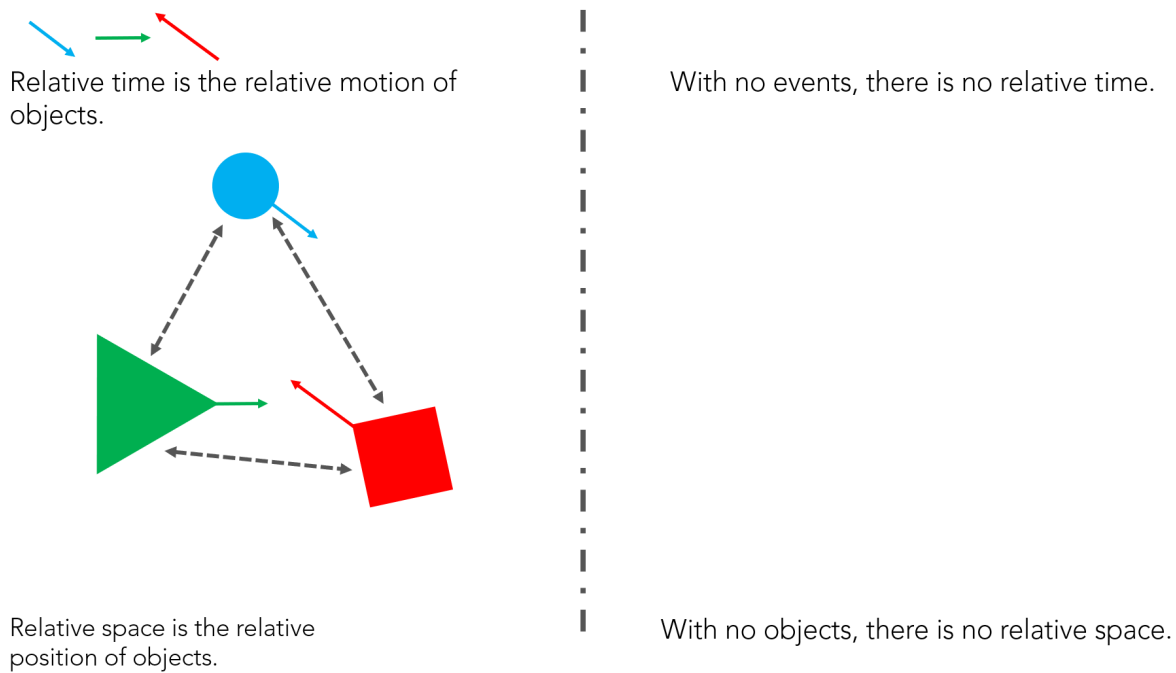 Relative time is the relative motion of
objects.
With no events, there is no relative time.
Relative space is the relative
position of objects.
With no objects, there is no relative space.